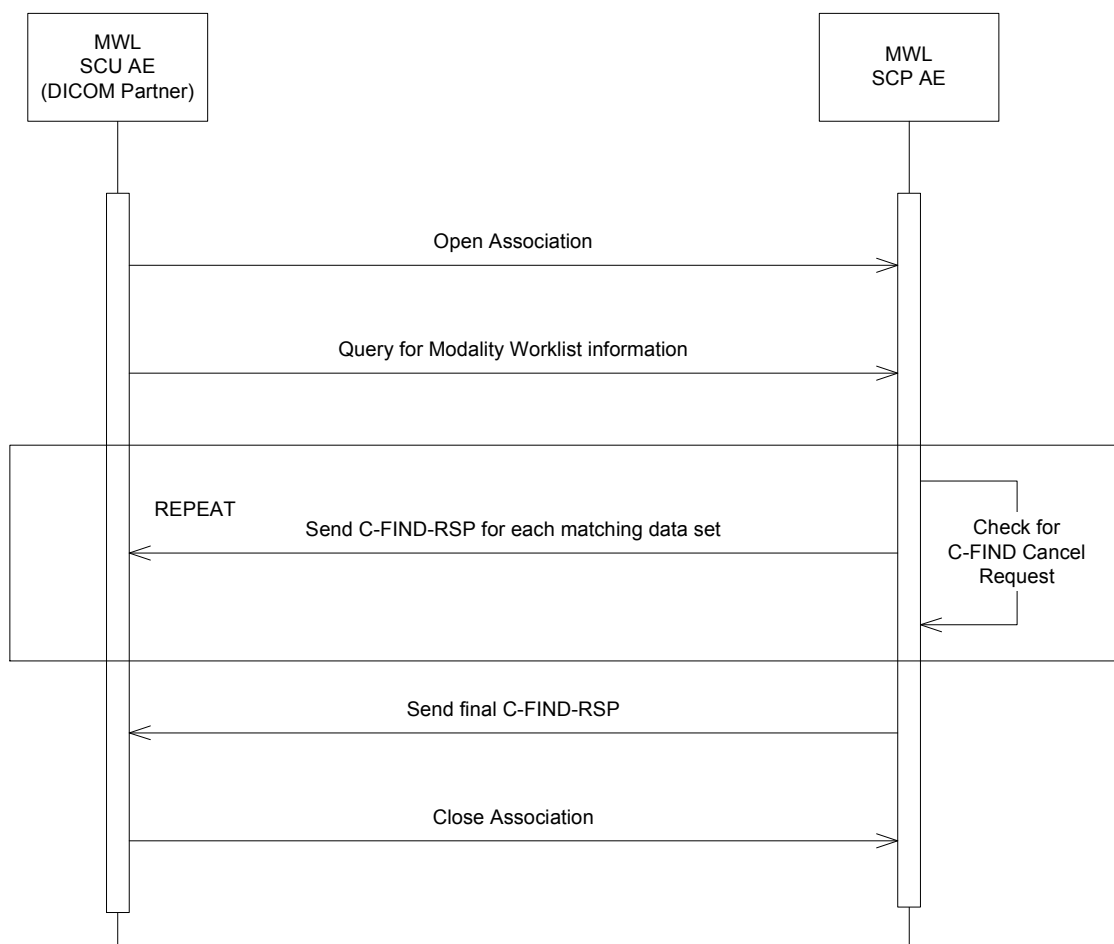 MWL
SCU AE
(DICOM Partner)
MWL
SCP AE
Open Association
Query for Modality Worklist information
REPEAT
Send C-FIND-RSP for each matching data set
Check for
C-FIND Cancel
Request
Send final C-FIND-RSP
Close Association